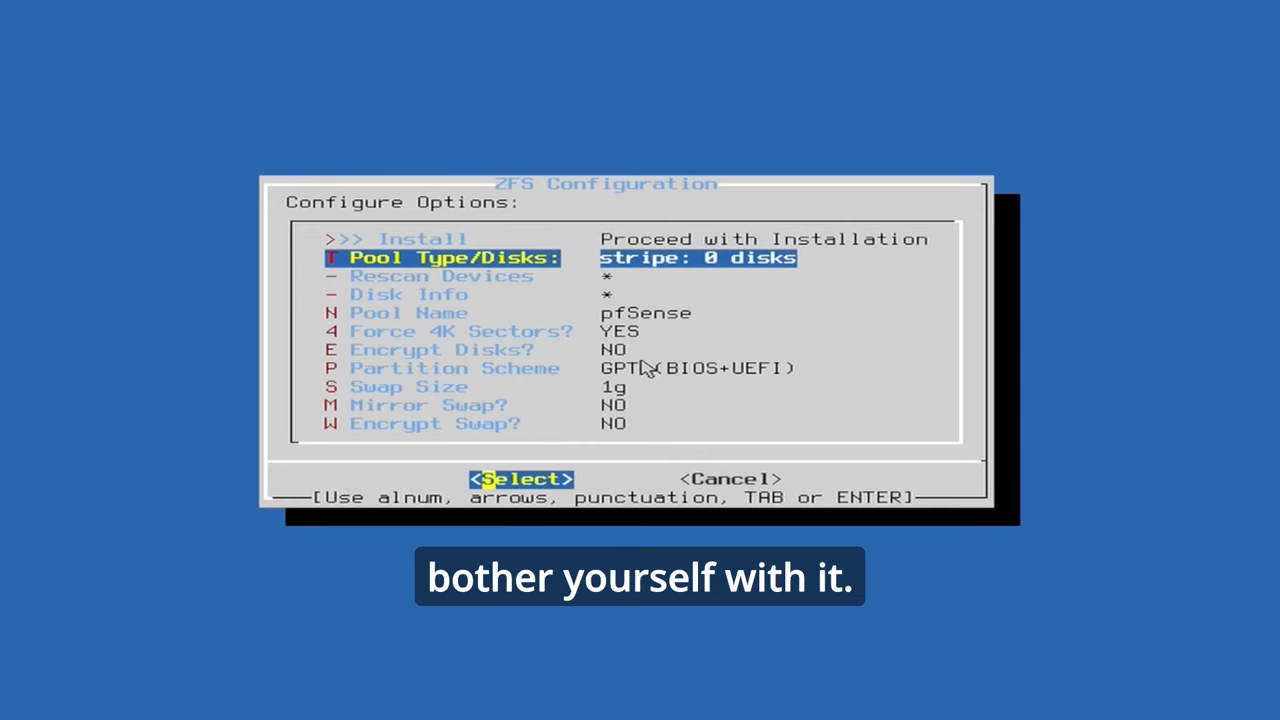 ZFS Configuration
Configure Options:
>>> Install Proceed with Installation
T Pool Type/Disks: stripe: 0 disks
- Rescan Devices *
- Disk Info *
N Pool Name pfSense
4 Force 4K Sectors? YES
E Encrypt Disks? NO
P Partition Scheme GPT (BIOS+UEFI)
S Swap Size 1g
M Mirror Swap? NO
W Encrypt Swap? NO
<Select> <Cancel>
[Use alnum, arrows, punctuation, TAB or ENTER]
bother yourself with it.